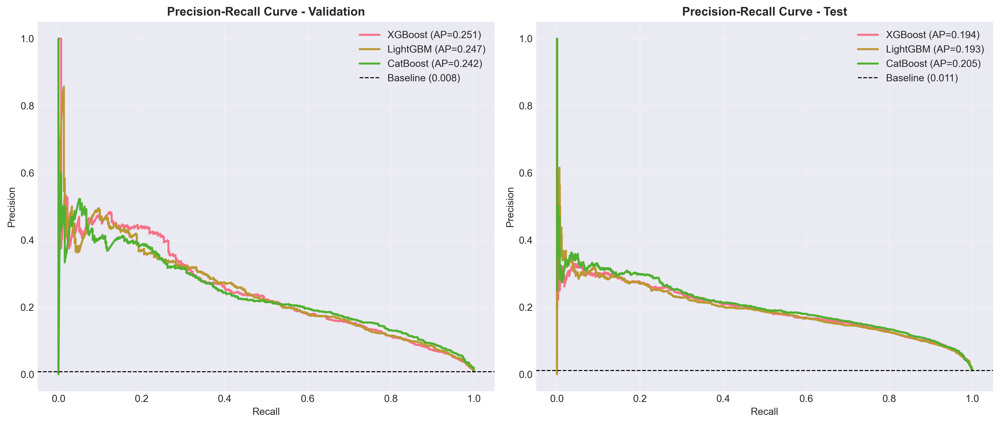 Precision-Recall Curve - Validation
XGBoost (AP=0.251)
LightGBM (AP=0.247)
CatBoost (AP=0.242)
Baseline (0.008)
Precision
1.0
0.8
0.6
0.4
0.2
0.0
0.0 0.2 0.4 0.6 0.8 1.0
Recall
Precision-Recall Curve - Test
XGBoost (AP=0.194)
LightGBM (AP=0.193)
CatBoost (AP=0.205)
Baseline (0.011)
Precision
1.0
0.8
0.6
0.4
0.2
0.0
0.0 0.2 0.4 0.6 0.8 1.0
Recall